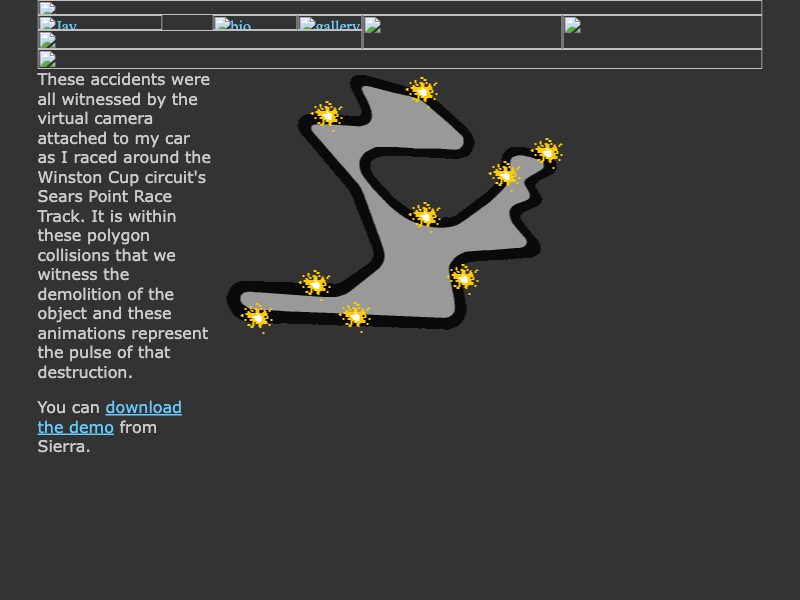 Jay
bio
gallery
These accidents were
all witnessed by the
virtual camera
attached to my car
as I raced around the
Winston Cup circuit's
Sears Point Race
Track. It is within
these polygon
collisions that we
witness the
demolition of the
object and these
animations represent
the pulse of that
destruction.
You can download
the demo from
Sierra.